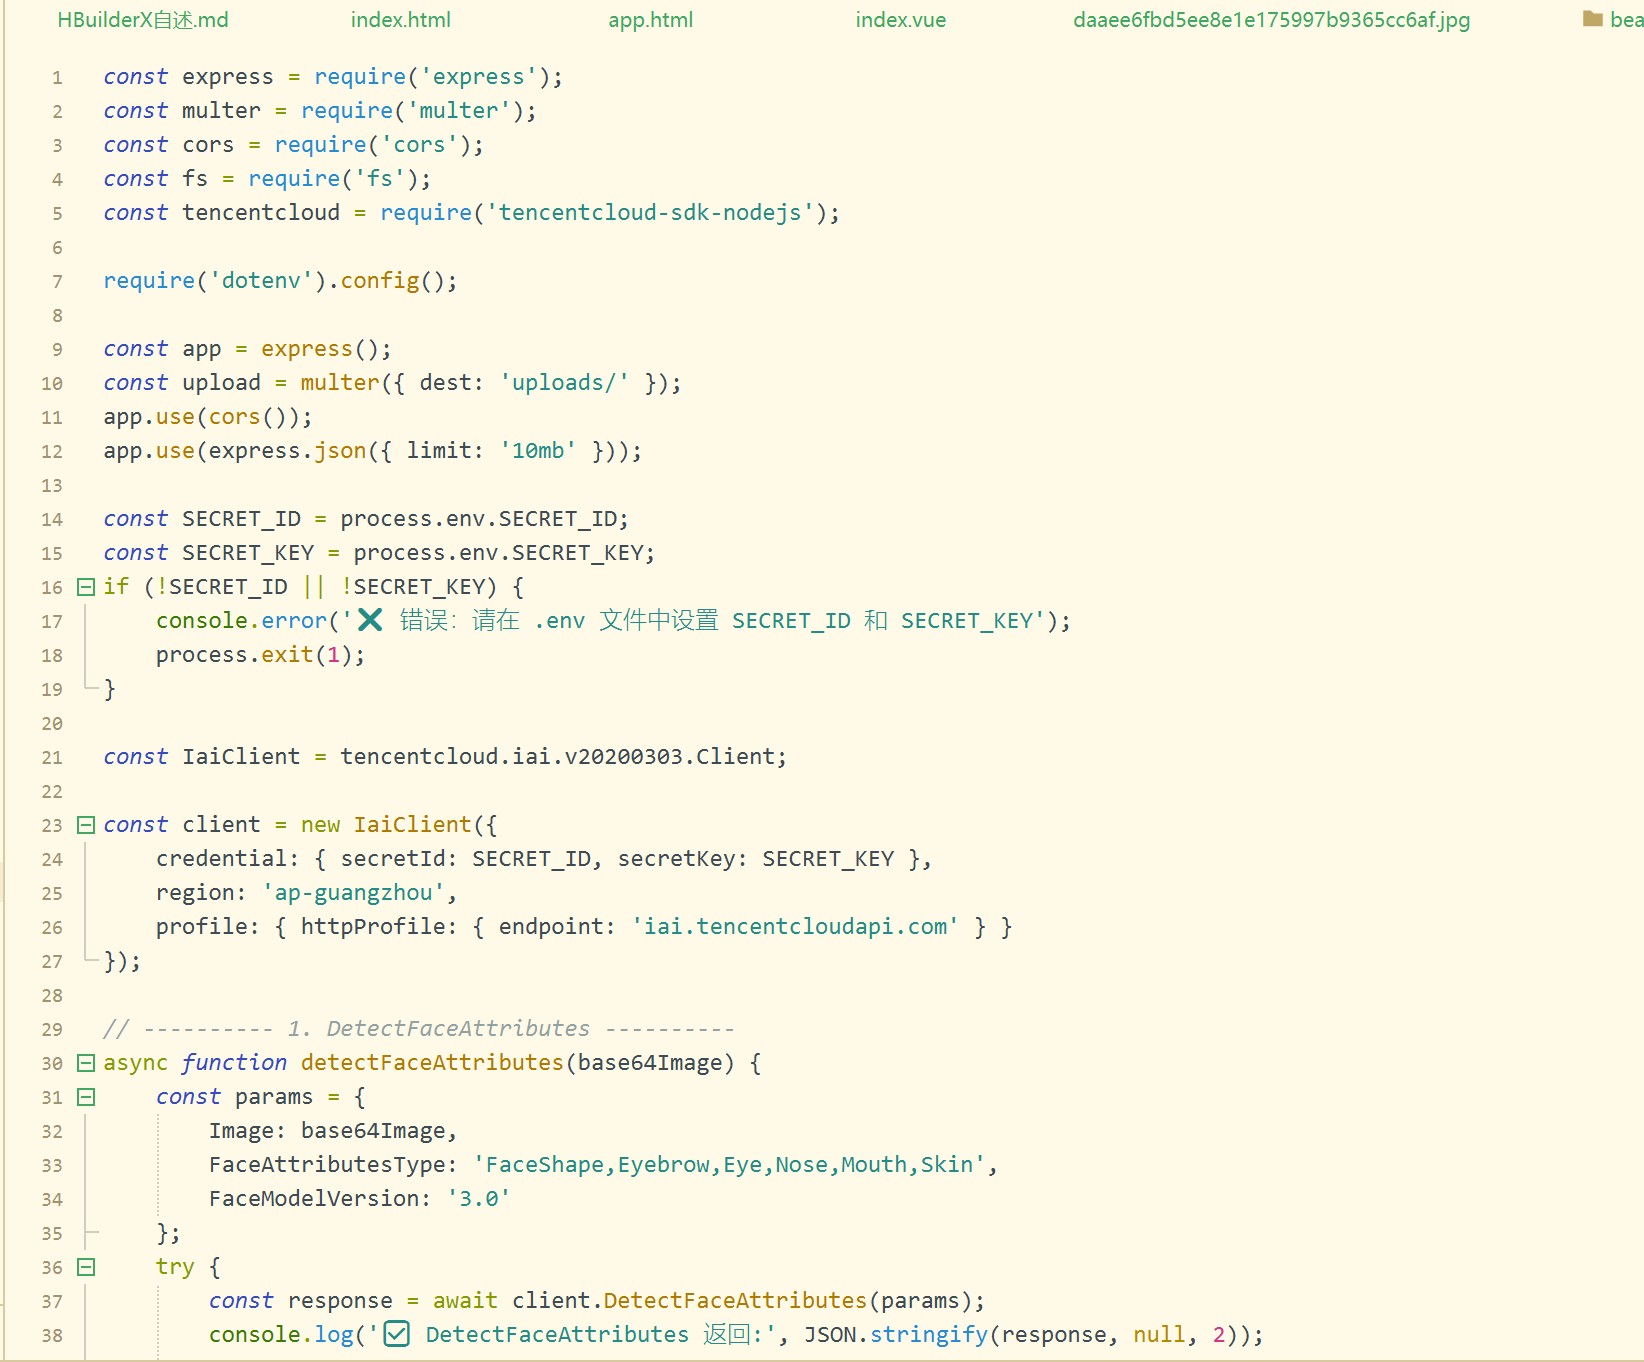 HBuilderX自述.md index.html app.html index.vue daaee6fbd5ee8e1e175997b9365cc6af.jpg bea
1 const express = require('express');
2 const multer = require('multer');
3 const cors = require('cors');
4 const fs = require('fs');
5 const tencentcloud = require('tencentcloud-sdk-nodejs');
6
7 require('dotenv').config();
8
9 const app = express();
10 const upload = multer({ dest: 'uploads/' });
11 app.use(cors());
12 app.use(express.json({ limit: '10mb' }));
13
14 const SECRET_ID = process.env.SECRET_ID;
15 const SECRET_KEY = process.env.SECRET_KEY;
16 if (!SECRET_ID || !SECRET_KEY) {
17     console.error('❌ 错误：请在 .env 文件中设置 SECRET_ID 和 SECRET_KEY');
18     process.exit(1);
19 }
20
21 const IaiClient = tencentcloud.iai.v20200303.Client;
22
23 const client = new IaiClient({
24     credential: { secretId: SECRET_ID, secretKey: SECRET_KEY },
25     region: 'ap-guangzhou',
26     profile: { httpProfile: { endpoint: 'iai.tencentcloudapi.com' } }
27 });
28
29 // ---------- 1. DetectFaceAttributes ----------
30 async function detectFaceAttributes(base64Image) {
31     const params = {
32         Image: base64Image,
33         FaceAttributesType: 'FaceShape,Eyebrow,Eye,Nose,Mouth,Skin',
34         FaceModelVersion: '3.0'
35     };
36     try {
37         const response = await client.DetectFaceAttributes(params);
38         console.log('✅ DetectFaceAttributes 返回:', JSON.stringify(response, null, 2));